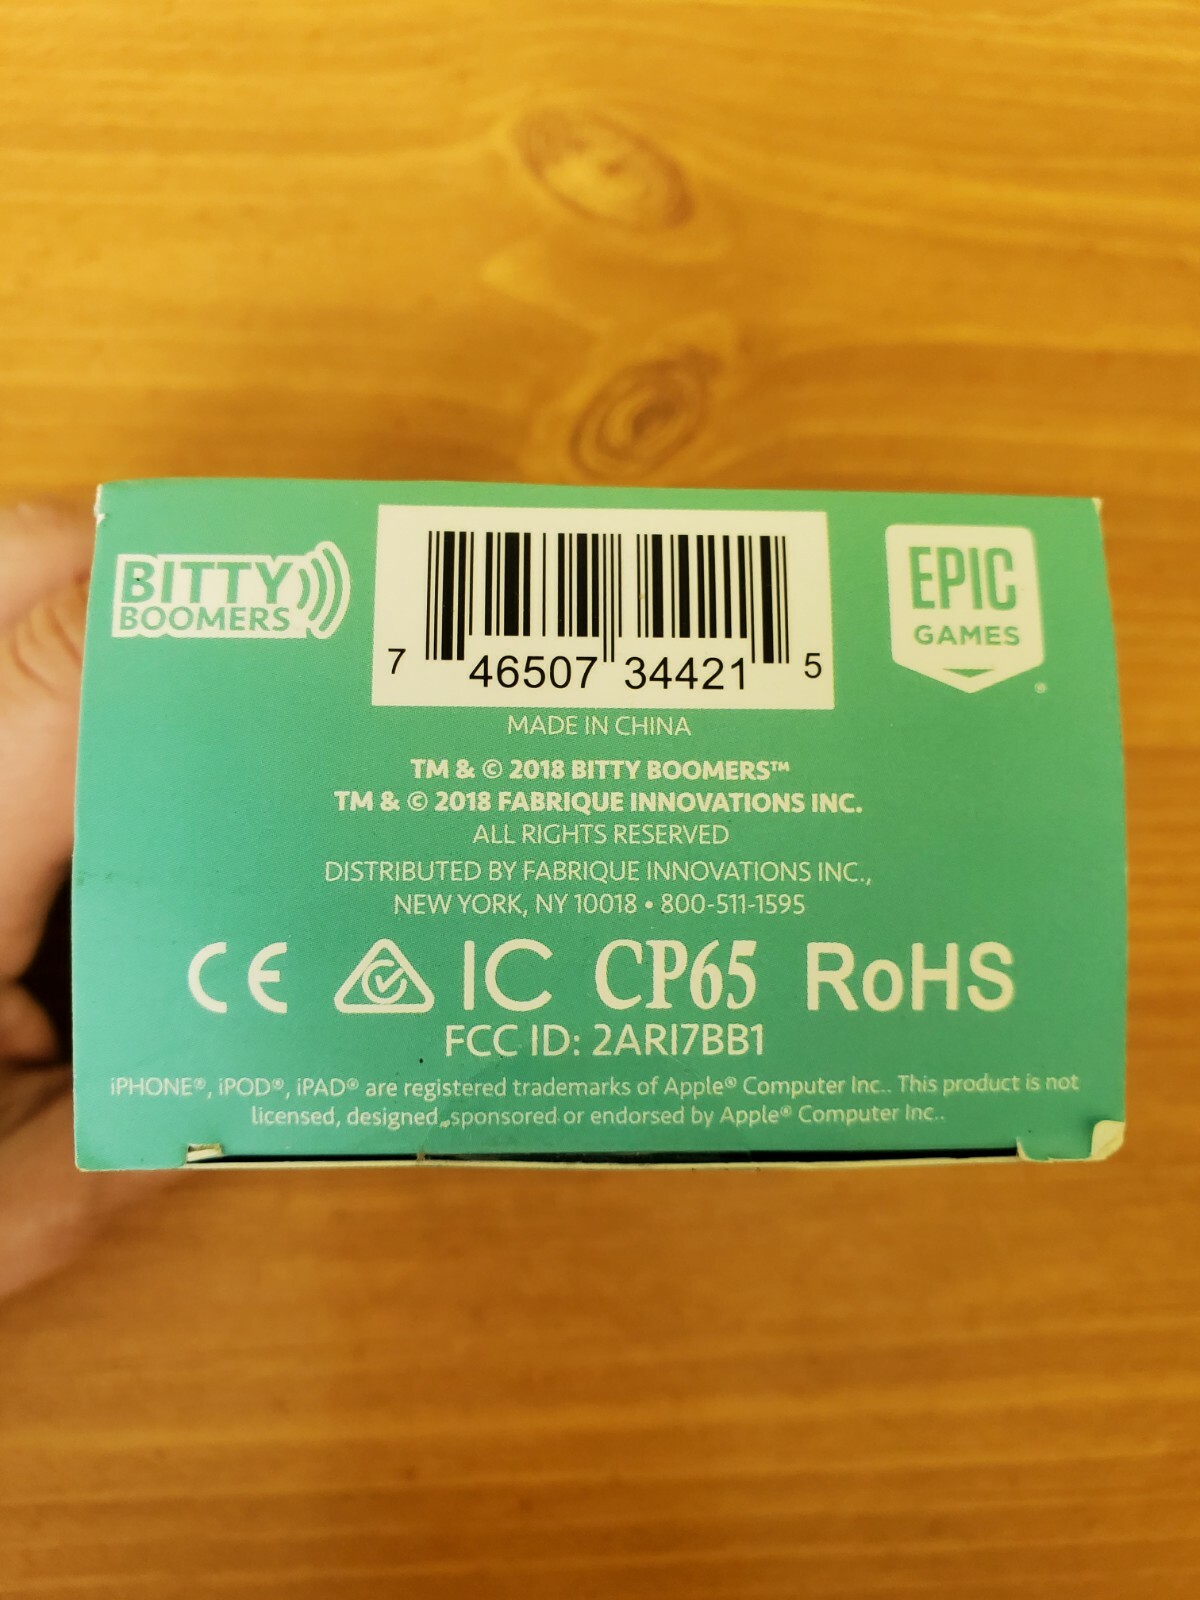 BITTY
BOOMERS
7 46507 34421 5
EPIC
GAMES
®
MADE IN CHINA
TM & © 2018 BITTY BOOMERS™
TM & © 2018 FABRIQUE INNOVATIONS INC.
ALL RIGHTS RESERVED
DISTRIBUTED BY FABRIQUE INNOVATIONS INC.,
NEW YORK, NY 10018 • 800-511-1595
CE IC CP65 RoHS
FCC ID: 2ARI7BB1
iPHONE®, iPOD®, iPAD® are registered trademarks of Apple® Computer Inc.. This product is not
licensed, designed, sponsored or endorsed by Apple® Computer Inc..